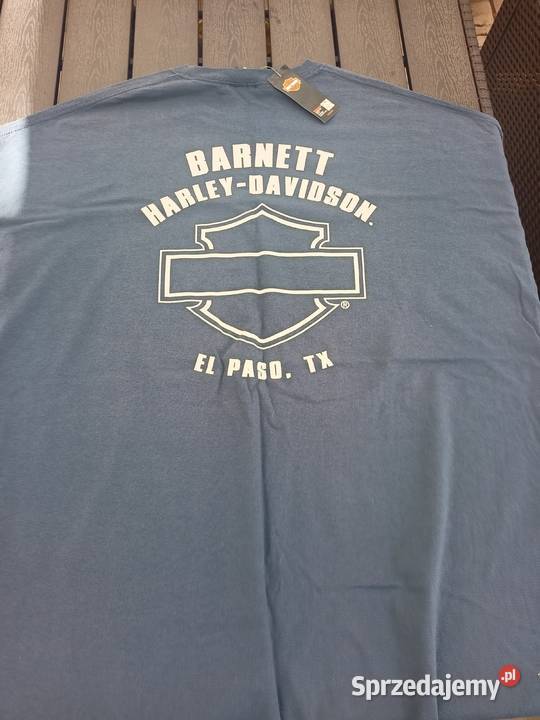 BARNETT
HARLEY-DAVIDSON.
®
EL PASO, TX
Sprzedajemy.pl